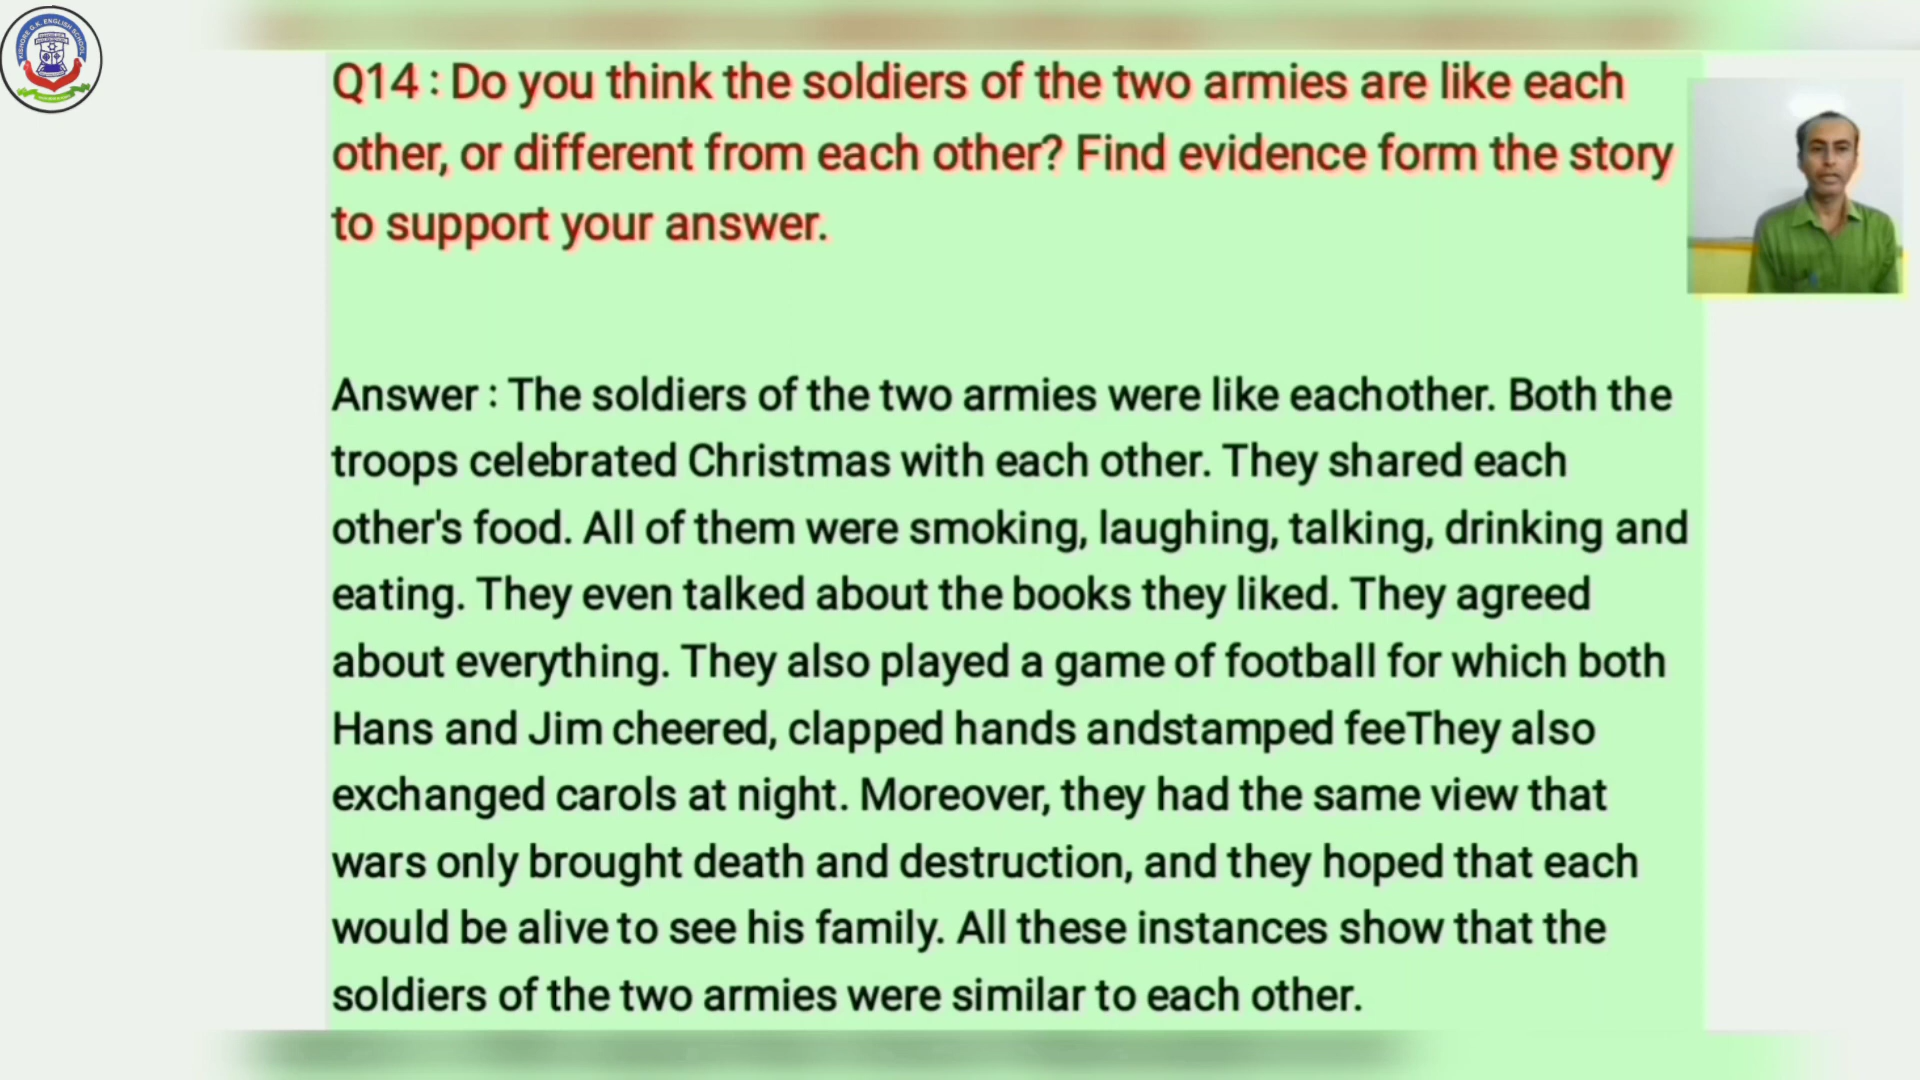 KISHORE G.K. ENGLISH SCHOOL
Q14 : Do you think the soldiers of the two armies are like each
other, or different from each other? Find evidence form the story
to support your answer.
Answer : The soldiers of the two armies were like eachother. Both the
troops celebrated Christmas with each other. They shared each
other's food. All of them were smoking, laughing, talking, drinking and
eating. They even talked about the books they liked. They agreed
about everything. They also played a game of football for which both
Hans and Jim cheered, clapped hands andstamped feeThey also
exchanged carols at night. Moreover, they had the same view that
wars only brought death and destruction, and they hoped that each
would be alive to see his family. All these instances show that the
soldiers of the two armies were similar to each other.